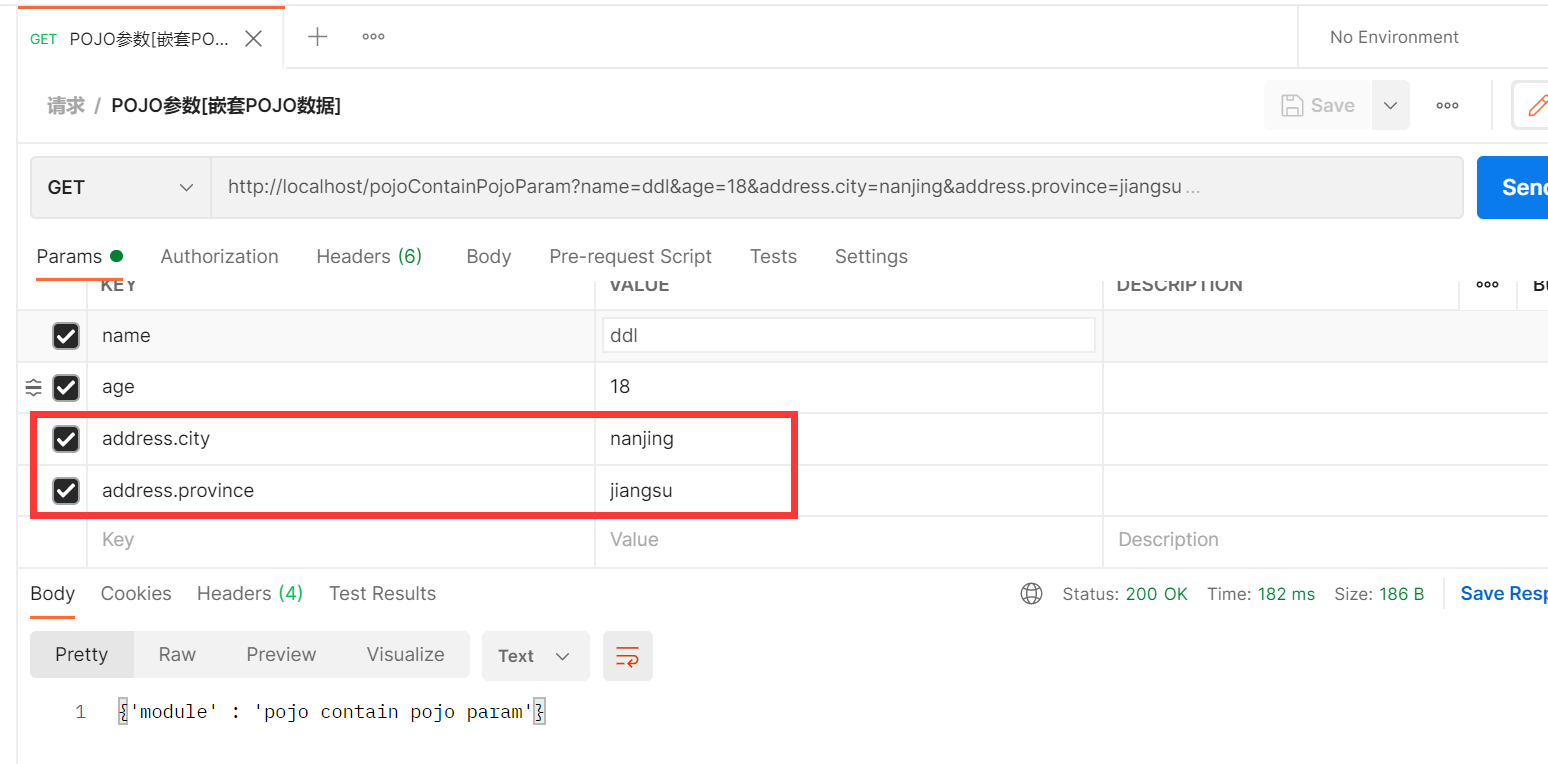 GET POJO参数[嵌套PO... No Environment
请求 / POJO参数[嵌套POJO数据] Save
GET http://localhost/pojoContainPojoParam?name=ddl&age=18&address.city=nanjing&address.province=jiangsu ...
Params Authorization Headers (6) Body Pre-request Script Tests Settings
KEY VALUE DESCRIPTION
name ddl
age 18
address.city nanjing
address.province jiangsu
Key Value Description
Body Cookies Headers (4) Test Results Status: 200 OK Time: 182 ms Size: 186 B Save Resp
Pretty Raw Preview Visualize Text
1 {'module' : 'pojo contain pojo param'}